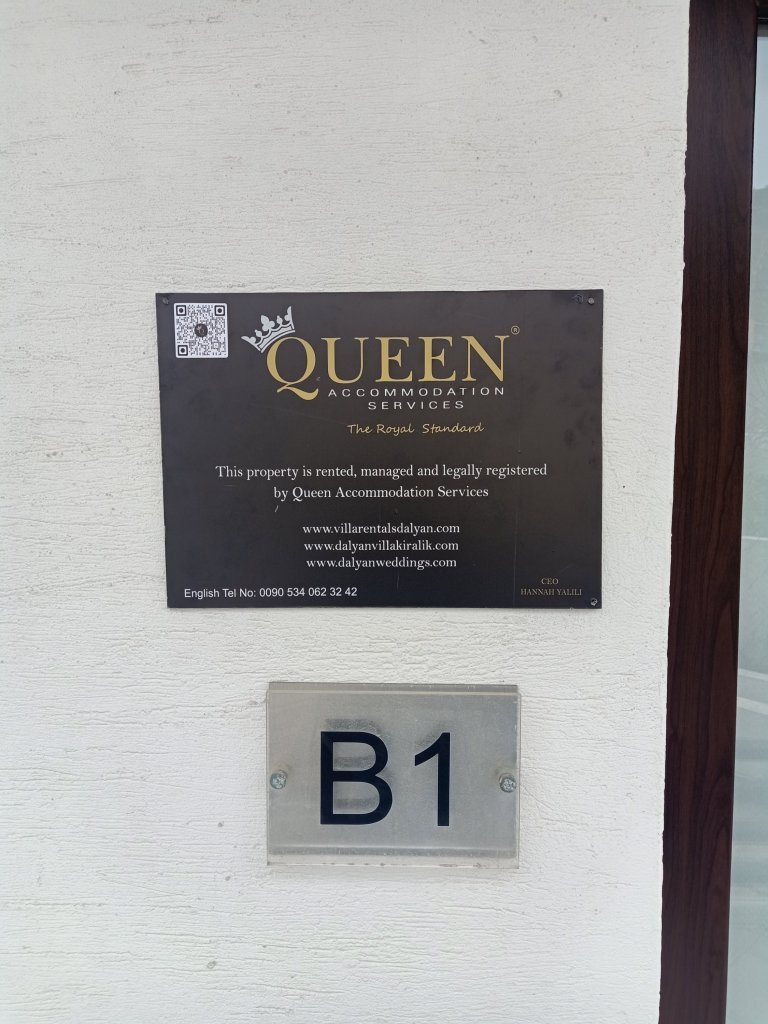 QUEEN®
ACCOMMODATION
SERVICES
The Royal Standard
This property is rented, managed and legally registered
by Queen Accommodation Services
www.villarentalsdalyan.com
www.dalyanvillakiralik.com
www.dalyanweddings.com
English Tel No: 0090 534 062 32 42
CEO
HANNAH YALILI
B1